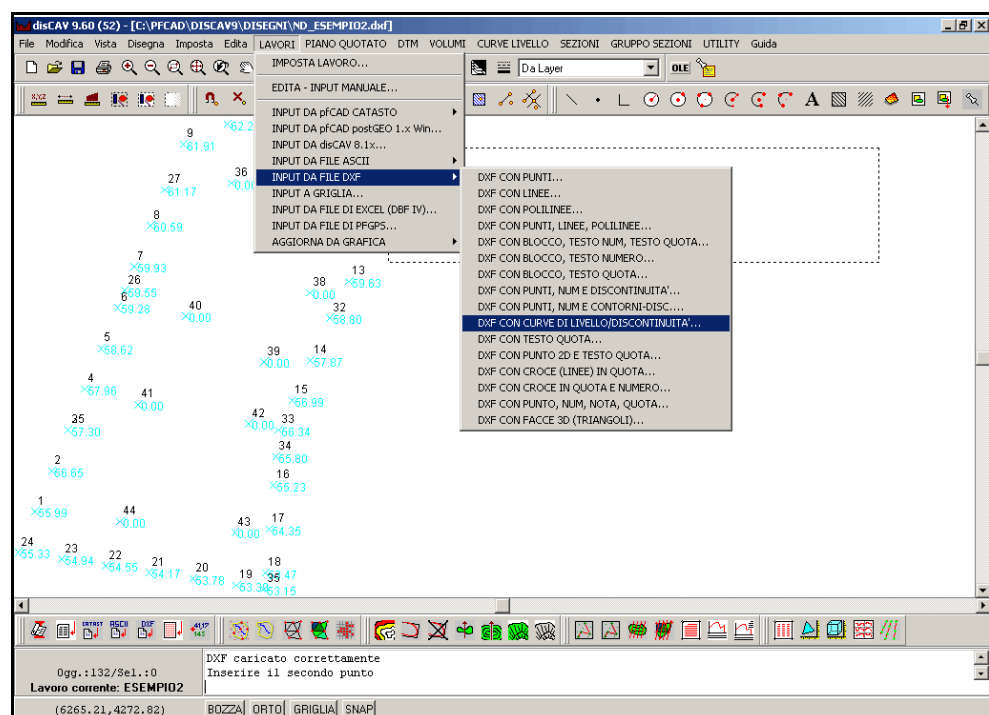 disCAV 9.60 (52) - [C:\PFCAD\DISCAV9\DISEGNI\ND_ESEMPIO2.dxf]
File Modifica Vista Disegna Imposta Edita LAVORI PIANO QUOTATO DTM VOLUMI CURVE LIVELLO SEZIONI GRUPPO SEZIONI UTILITY Guida
Da Layer
OLE
IMPOSTA LAVORO...
EDITA - INPUT MANUALE...
INPUT DA pfCAD CATASTO
INPUT DA pfCAD postGEO 1.x Win...
INPUT DA disCAV 8.1x...
INPUT DA FILE ASCII
INPUT DA FILE DXF
INPUT A GRIGLIA...
INPUT DA FILE DI EXCEL (DBF IV)...
INPUT DA FILE DI PFGPS...
AGGIORNA DA GRAFICA
DXF CON PUNTI...
DXF CON LINEE...
DXF CON POLILINEE...
DXF CON PUNTI, LINEE, POLILINEE...
DXF CON BLOCCO, TESTO NUM, TESTO QUOTA...
DXF CON BLOCCO, TESTO NUMERO...
DXF CON BLOCCO, TESTO QUOTA...
DXF CON PUNTI, NUM E DISCONTINUITA'...
DXF CON PUNTI, NUM E CONTORNI-DISC....
DXF CON CURVE DI LIVELLO/DISCONTINUITA'...
DXF CON TESTO QUOTA...
DXF CON PUNTO 2D E TESTO QUOTA...
DXF CON CROCE (LINEE) IN QUOTA...
DXF CON CROCE IN QUOTA E NUMERO...
DXF CON PUNTO, NUM, NOTA, QUOTA...
DXF CON FACCE 3D (TRIANGOLI)...
9
61.91
27
61.17
36
8
60.59
7
59.93
26
59.55
6
59.28
40
0.00
38
0.00
13
59.63
32
58.80
5
58.62
39
0.00
14
57.87
4
57.96
41
0.00
15
56.99
42
0.00
33
56.34
57.30
34
55.80
2
56.65
16
55.23
1
55.99
44
0.00
43
0.00
17
54.35
24
55.33
23
54.94
22
54.55
21
54.17
20
53.78
19
18
35
53.15
DXF caricato correttamente
Inserire il secondo punto
Ogg.:132/Sel.:0
Lavoro corrente: ESEMPIO2
(6265.21,4272.82) BOZZA ORTO GRIGLIA SNAP